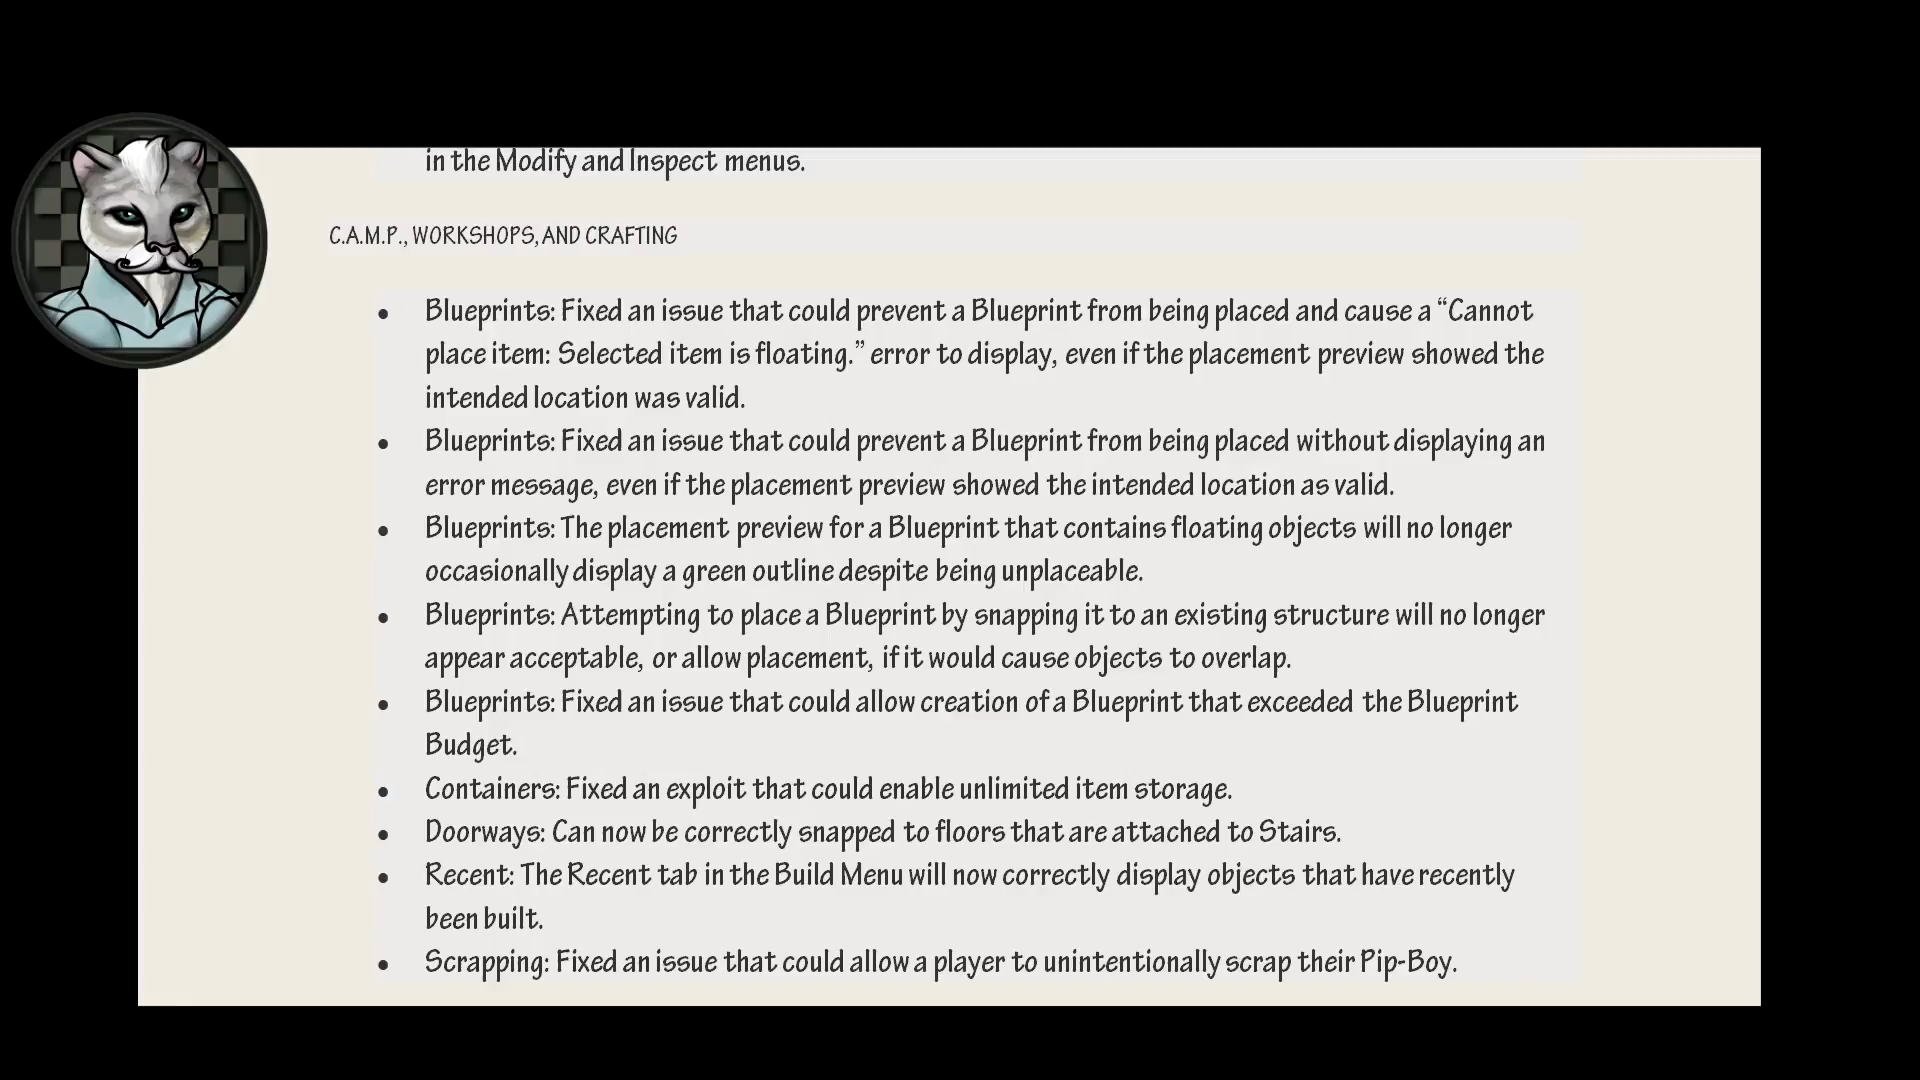 in the Modify and Inspect menus.
C.A.M.P., WORKSHOPS, AND CRAFTING
• Blueprints: Fixed an issue that could prevent a Blueprint from being placed and cause a “Cannot
place item: Selected item is floating.” error to display, even if the placement preview showed the
intended location was valid.
• Blueprints: Fixed an issue that could prevent a Blueprint from being placed without displaying an
error message, even if the placement preview showed the intended location as valid.
• Blueprints: The placement preview for a Blueprint that contains floating objects will no longer
occasionally display a green outline despite being unplaceable.
• Blueprints: Attempting to place a Blueprint by snapping it to an existing structure will no longer
appear acceptable, or allow placement, if it would cause objects to overlap.
• Blueprints: Fixed an issue that could allow creation of a Blueprint that exceeded the Blueprint
Budget.
• Containers: Fixed an exploit that could enable unlimited item storage.
• Doorways: Can now be correctly snapped to floors that are attached to Stairs.
• Recent: The Recent tab in the Build Menu will now correctly display objects that have recently
been built.
• Scrapping: Fixed an issue that could allow a player to unintentionally scrap their Pip-Boy.